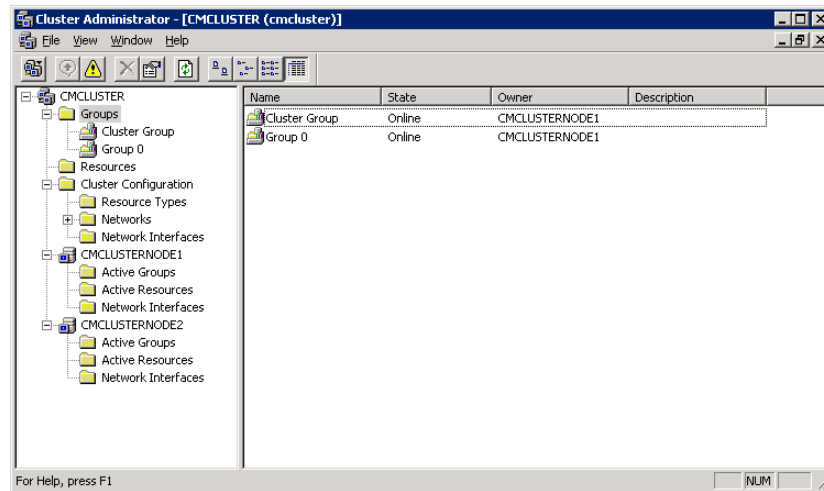 Cluster Administrator - [CMCLUSTER (cmcluster)]
File View Window Help
CMCLUSTER
Groups
Cluster Group
Group 0
Resources
Cluster Configuration
Resource Types
Networks
Network Interfaces
CMCLUSTERNODE1
Active Groups
Active Resources
Network Interfaces
CMCLUSTERNODE2
Active Groups
Active Resources
Network Interfaces
Name State Owner Description
Cluster Group Online CMCLUSTERNODE1
Group 0 Online CMCLUSTERNODE1
For Help, press F1
NUM